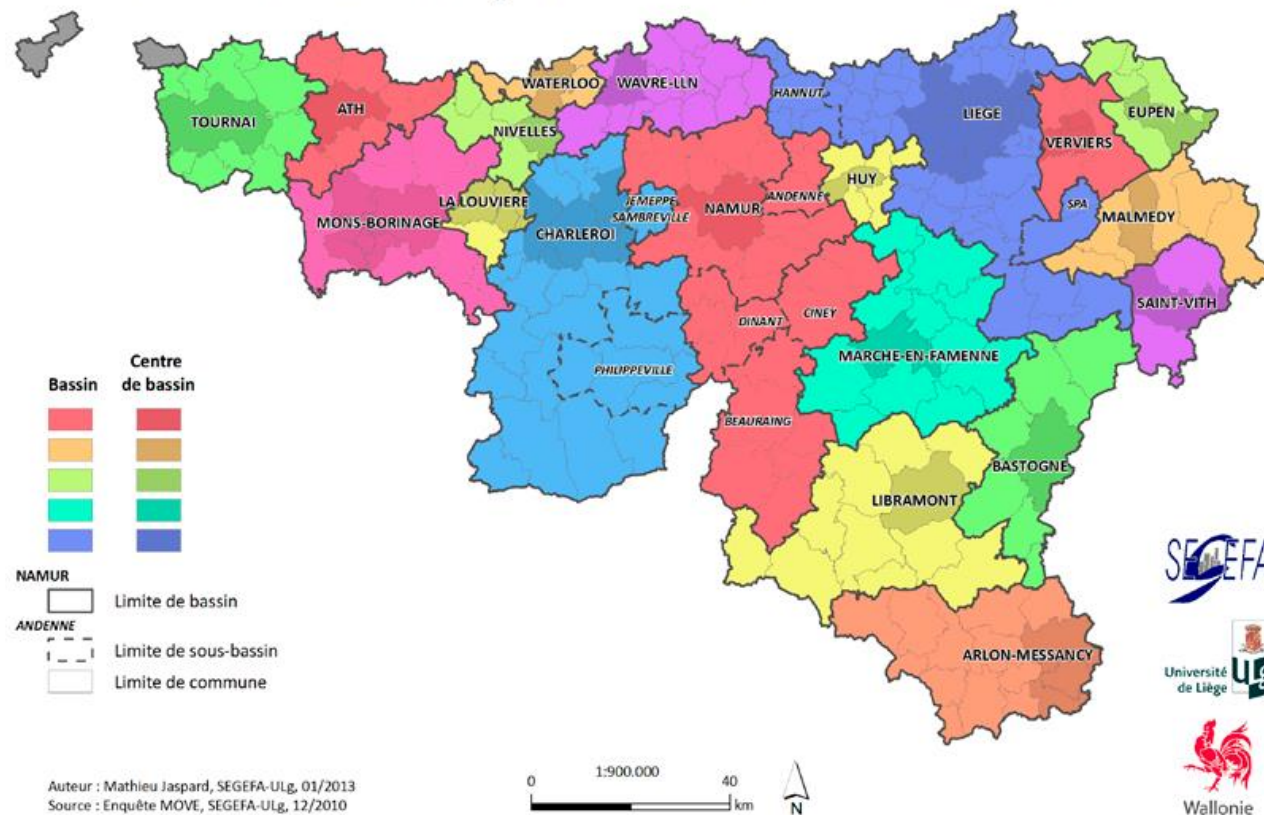 WATERLOO
WAVRE-LLN
HANNUT
LIEGE
TOURNAI
ATH
NIVELLES
EUPEN
VERVIERS
HUY
ANDENNE
LA LOUVIERE
JEMEPPE
SAMBREVILLE
NAMUR
SPA
MONS-BORINAGE
CHARLEROI
MALMEDY
SAINT-VITH
DINANT
CINEY
MARCHE-EN-FAMENNE
PHILIPPEVILLE
BEAURAING
BASTOGNE
LIBRAMONT
ARLON-MESSANCY
Bassin
Centre
de bassin
NAMUR
Limite de bassin
ANDENNE
Limite de sous-bassin
Limite de commune
Auteur : Mathieu Jaspard, SEGEFA-ULg, 01/2013
Source : Enquête MOVE, SEGEFA-ULg, 12/2010
0
1:900.000
40
km
N
SEGEFA
Université
de Liège
ULg
Wallonie